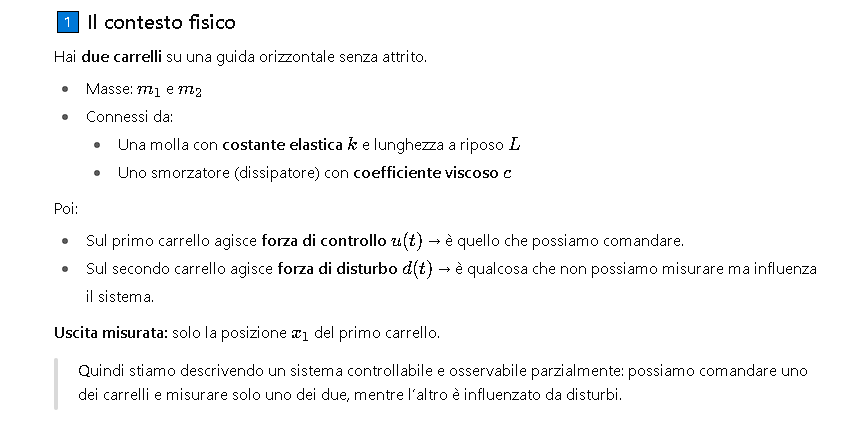 1 Il contesto fisico
Hai due carrelli su una guida orizzontale senza attrito.
• Masse: m₁ e m₂
• Connessi da:
• Una molla con costante elastica k e lunghezza a riposo L
• Uno smorzatore (dissipatore) con coefficiente viscoso c
Poi:
• Sul primo carrello agisce forza di controllo u(t) → è quello che possiamo comandare.
• Sul secondo carrello agisce forza di disturbo d(t) → è qualcosa che non possiamo misurare ma influenza
il sistema.
Uscita misurata: solo la posizione x₁ del primo carrello.
Quindi stiamo descrivendo un sistema controllabile e osservabile parzialmente: possiamo comandare uno
dei carrelli e misurare solo uno dei due, mentre l'altro è influenzato da disturbi.